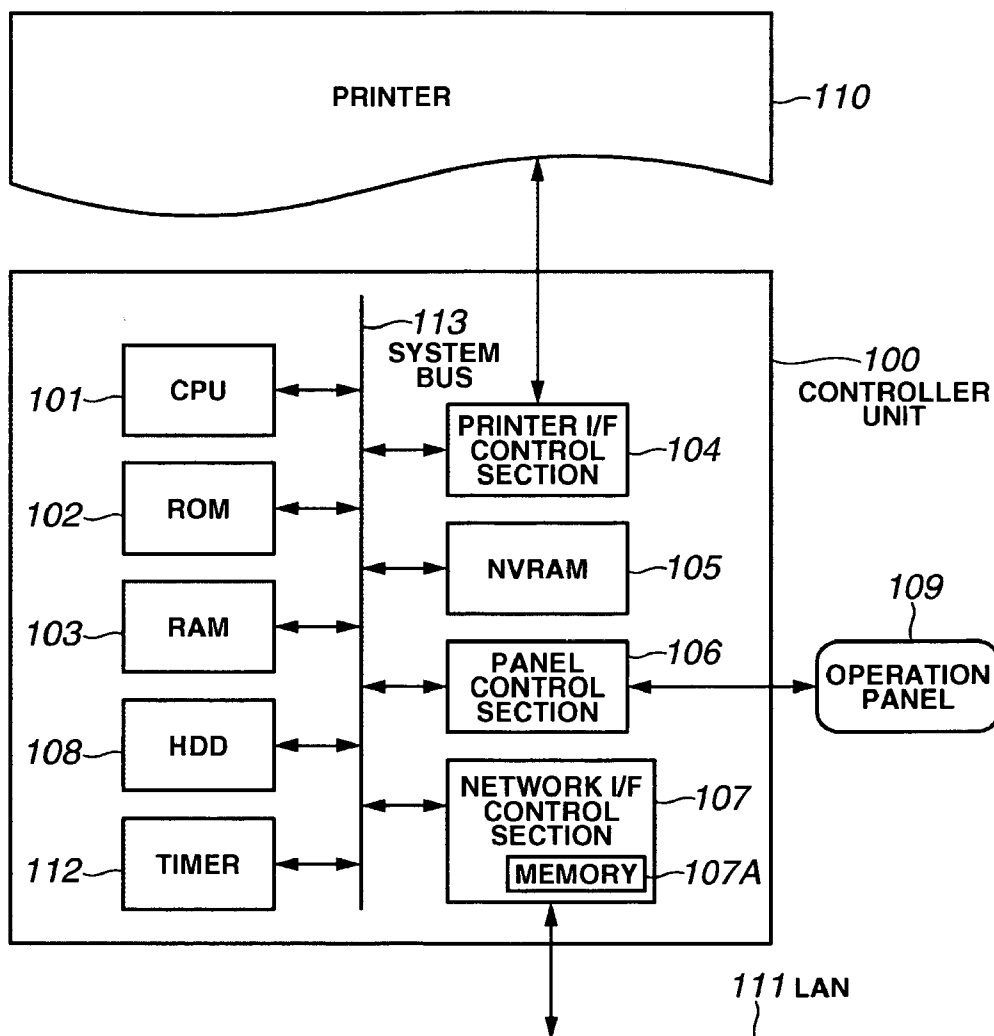 PRINTER
110
113
SYSTEM
BUS
100
CONTROLLER
UNIT
101
CPU
PRINTER I/F
CONTROL
SECTION
104
102
ROM
NVRAM
105
103
RAM
PANEL
CONTROL
SECTION
106
109
OPERATION
PANEL
108
HDD
NETWORK I/F
CONTROL
SECTION
107
112
TIMER
MEMORY
107A
111 LAN